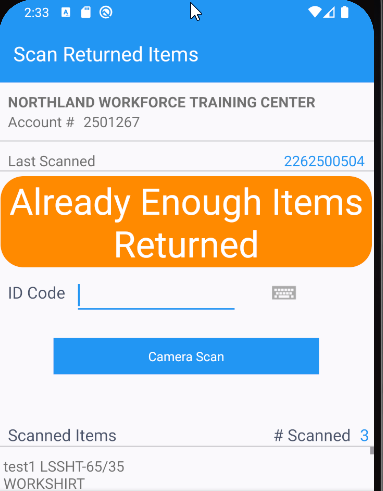 2:33
Scan Returned Items
NORTHLAND WORKFORCE TRAINING CENTER
Account # 2501267
Last Scanned 2262500504
Already Enough Items
Returned
ID Code
Camera Scan
Scanned Items # Scanned 3
test1 LSSHT-65/35
WORKSHIRT